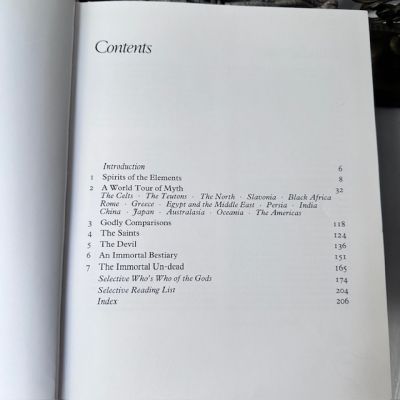 Contents
Introduction 6
1 Spirits of the Elements 8
2 A World Tour of Myth 32
The Celts · The Teutons · The North · Slavonia · Black Africa
Rome · Greece · Egypt and the Middle East · Persia · India
China · Japan · Australasia · Oceania · The Americas
3 Godly Comparisons 118
4 The Saints 124
5 The Devil 136
6 An Immortal Bestiary 151
7 The Immortal Un-dead 165
Selective Who's Who of the Gods 174
Selective Reading List 204
Index 206